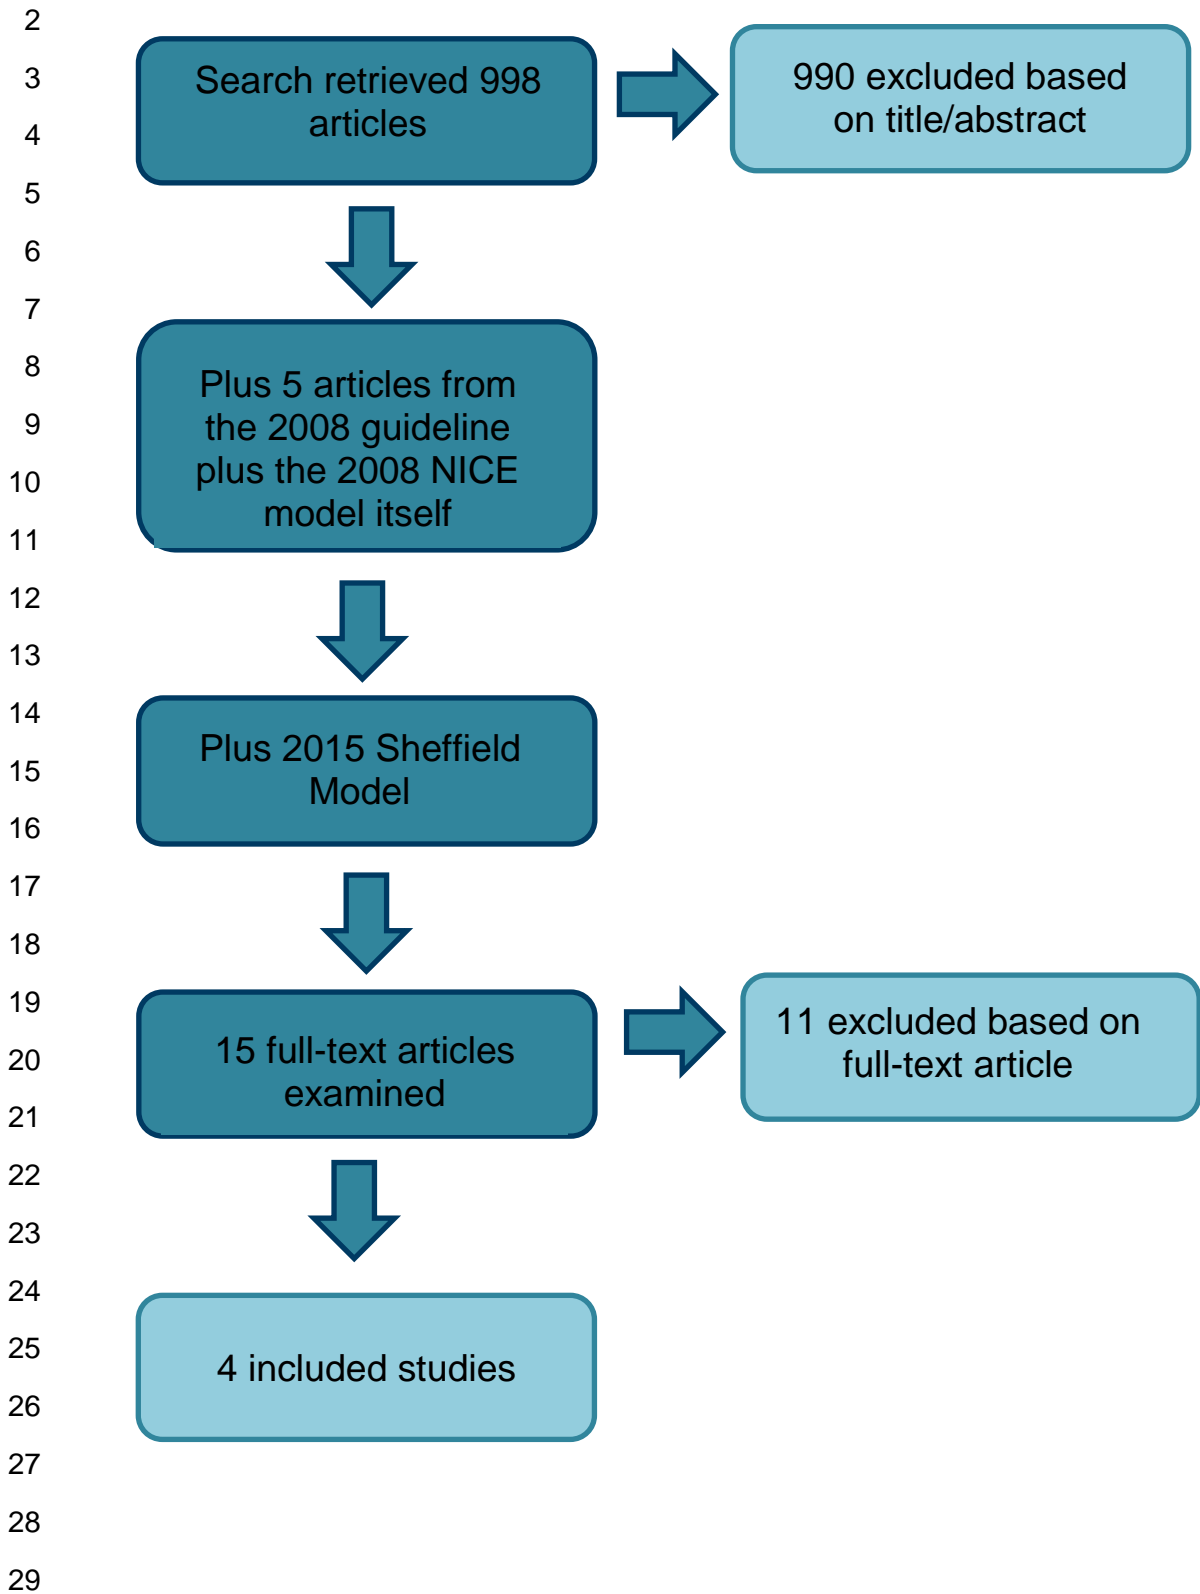 2
3
4
5
6
7
8
9
10
11
12
13
14
15
16
17
18
19
20
21
22
23
24
25
26
27
28
29
Search retrieved 998
articles
990 excluded based
on title/abstract
Plus 5 articles from
the 2008 guideline
plus the 2008 NICE
model itself
Plus 2015 Sheffield
Model
15 full-text articles
examined
11 excluded based on
full-text article
4 included studies